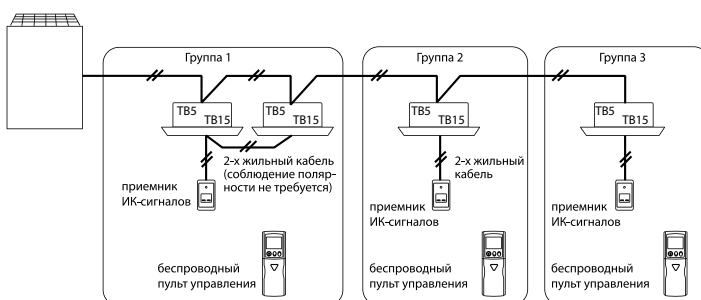 Группа 1
TB5
TB15
TB5
TB15
2-х жильный кабель
(соблюдение поляр-
ности не требуется)
приемник
ИК-сигналов
беспроводный
пульт управления
Группа 2
TB5
TB15
2-х жильный
кабель
приемник
ИК-сигналов
беспроводный
пульт управления
Группа 3
TB5
TB15
приемник
ИК-сигналов
беспроводный
пульт управления